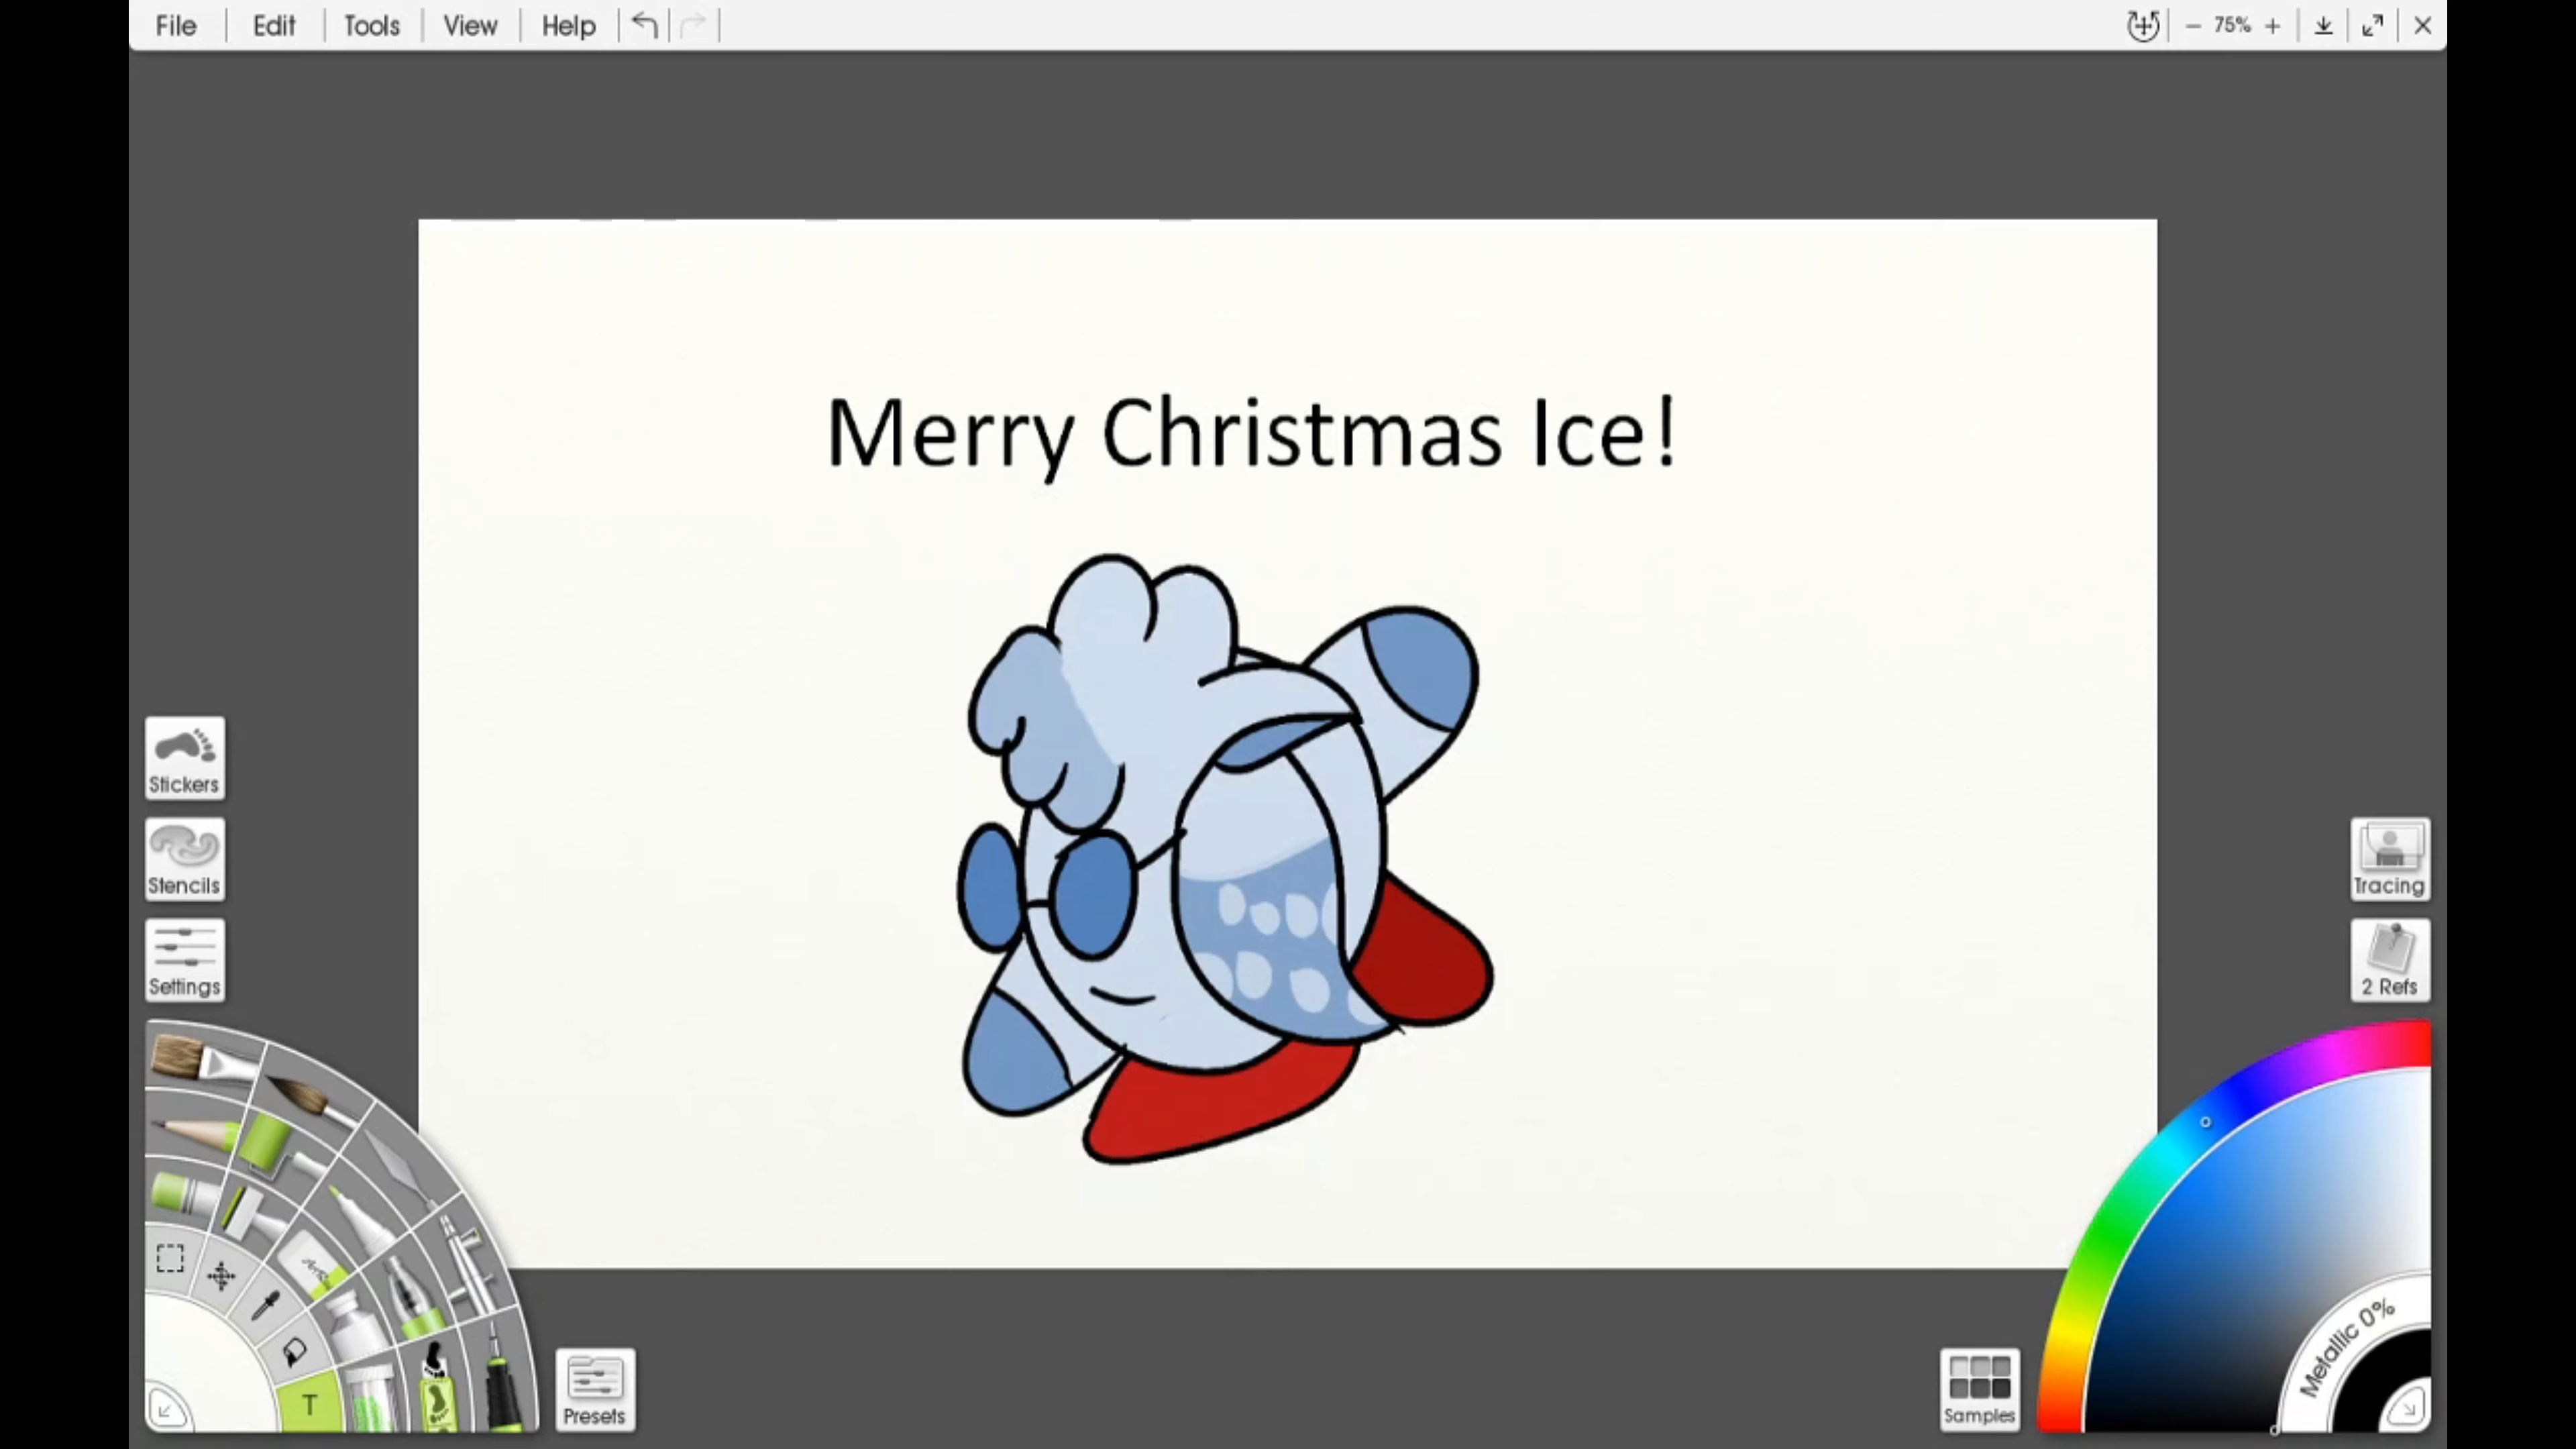 File Edit Tools View Help 75%
Merry Christmas Ice!
Stickers
Stencils
Settings
Tracing
2 Refs
Metallic 0%
T
Presets
Samples